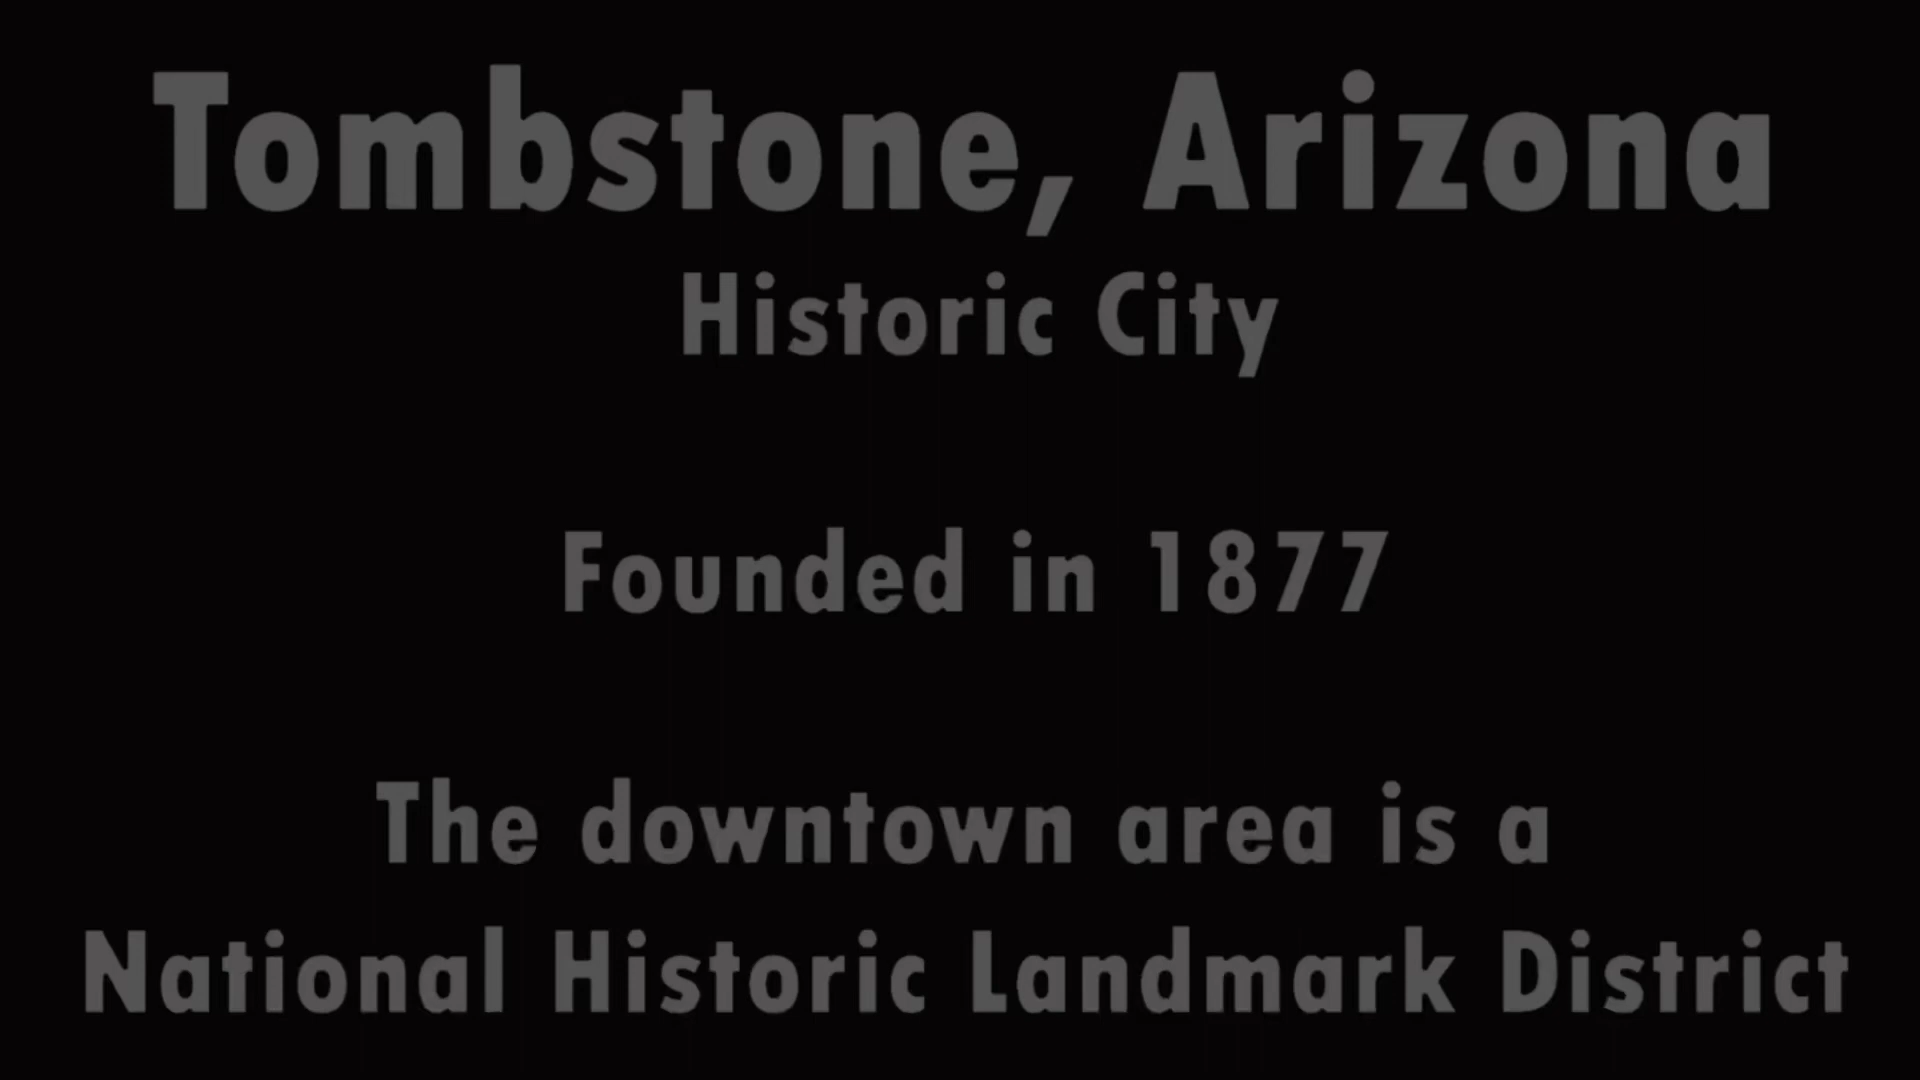 Tombstone, Arizona
Historic City
Founded in 1877
The downtown area is a
National Historic Landmark District